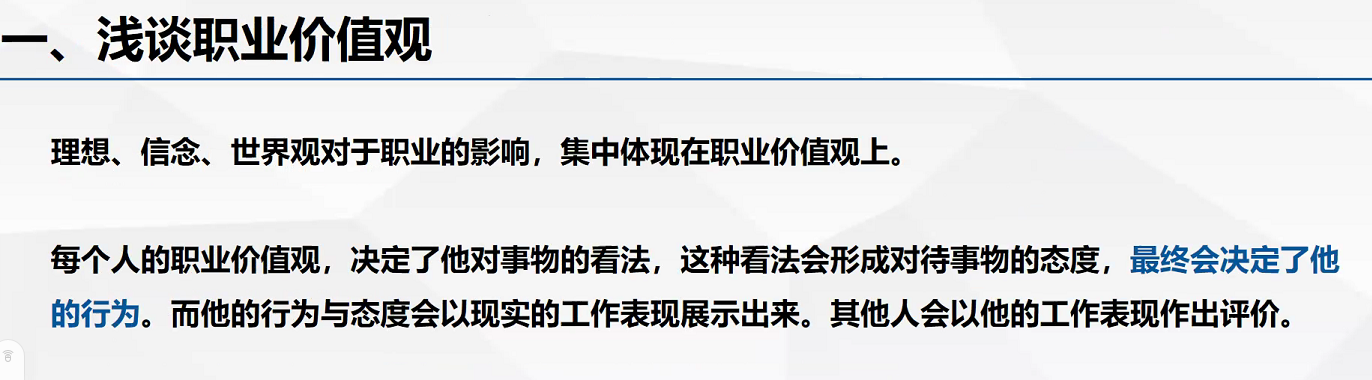 一、浅谈职业价值观
理想、信念、世界观对于职业的影响，集中体现在职业价值观上。
每个人的职业价值观，决定了他对事物的看法，这种看法会形成对待事物的态度，最终会决定了他
的行为。而他的行为与态度会以现实的工作表现展示出来。其他人会以他的工作表现作出评价。